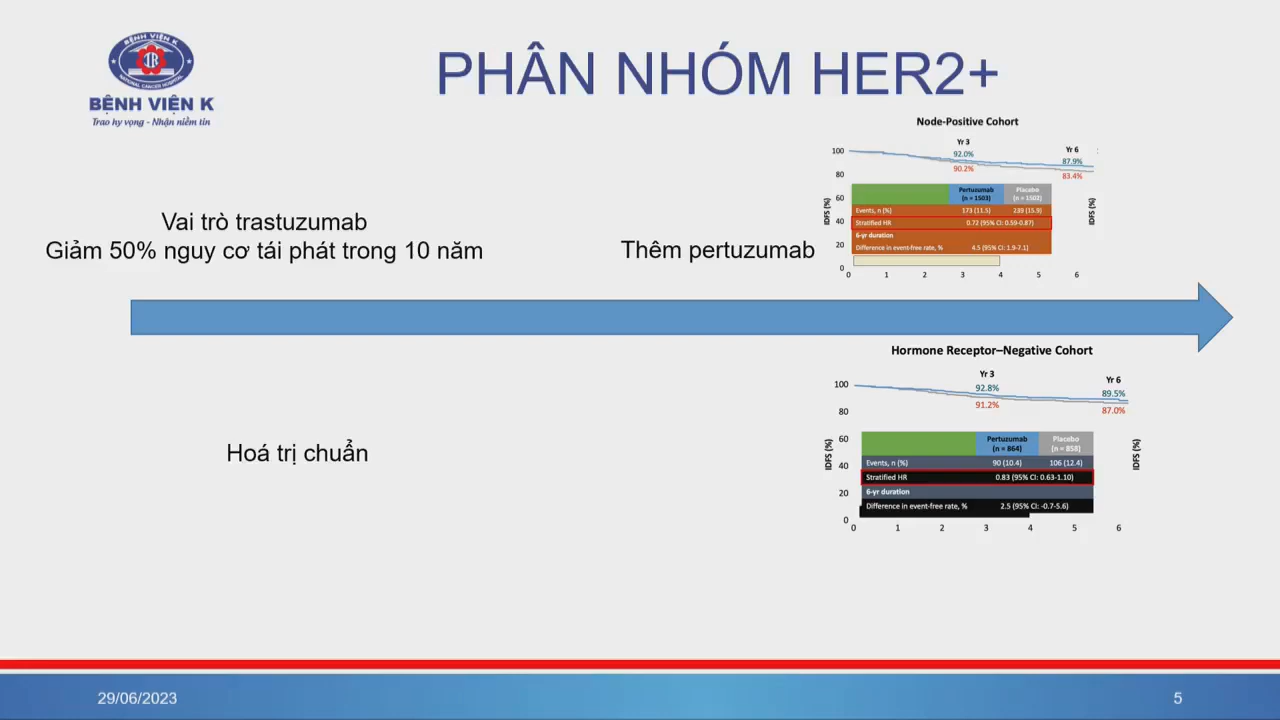 BỆNH VIỆN K
NATIONAL CANCER HOSPITAL
BỆNH VIỆN K
Trao hy vọng - Nhận niềm tin
PHÂN NHÓM HER2+
Vai trò trastuzumab
Giảm 50% nguy cơ tái phát trong 10 năm
Thêm pertuzumab
Node-Positive Cohort
Yr 3
92.0%
90.2%
Yr 6
87.9%
83.4%
IDFS (%)
100
80
60
40
20
0
Pertuzumab (n = 1503)
Placebo (n = 1502)
Events, n (%) 173 (11.5) 239 (15.9)
Stratified HR 0.72 (95% CI: 0.59-0.87)
6-yr duration
Difference in event-free rate, % 4.5 (95% CI: 1.9-7.1)
0 1 2 3 4 5 6
IDFS (%)
Hoá trị chuẩn
Hormone Receptor–Negative Cohort
Yr 3
92.8%
91.2%
Yr 6
89.5%
87.0%
IDFS (%)
100
80
60
40
20
0
Pertuzumab (n = 864)
Placebo (n = 858)
Events, n (%) 90 (10.4) 106 (12.4)
Stratified HR 0.83 (95% CI: 0.63-1.10)
6-yr duration
Difference in event-free rate, % 2.5 (95% CI: -0.7-5.6)
0 1 2 3 4 5 6
IDFS (%)
29/06/2023
5